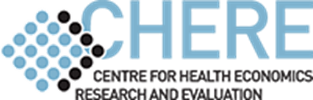 CHERE
CENTRE FOR HEALTH ECONOMICS
RESEARCH AND EVALUATION